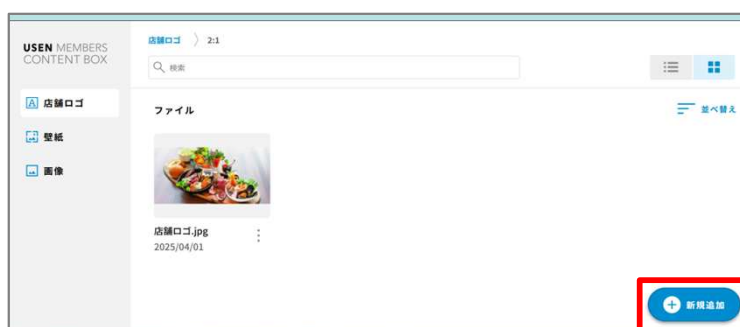 USEN MEMBERS
CONTENT BOX
店舗ロゴ
壁紙
画像
店舗ロゴ 〉 2:1
検索
ファイル
並べ替え
店舗ロゴ.jpg
2025/04/01
新規追加